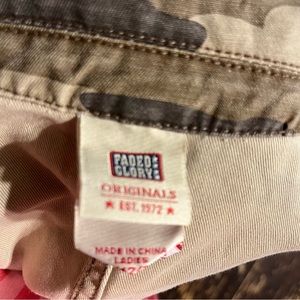 FADED
GLORY
ORIGINALS
★ EST. 1972 ★
MADE IN CHINA
LADIES